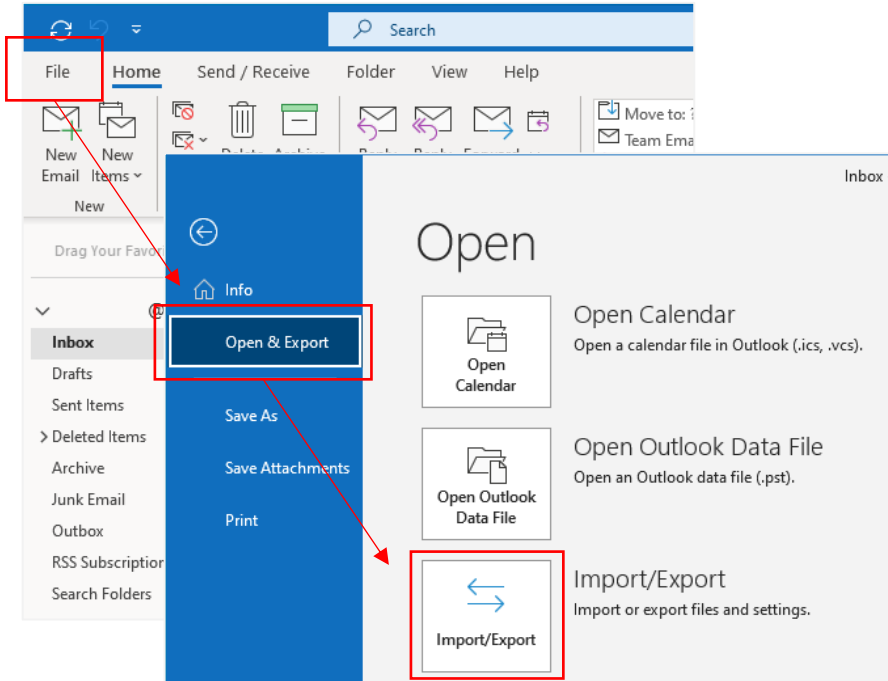 Search
File Home Send / Receive Folder View Help
New Email
New Items
Move to: ?
Team Ema
New
Drag Your Favor
@
Inbox
Drafts
Sent Items
Deleted Items
Archive
Junk Email
Outbox
RSS Subscription
Search Folders
Inbox
Info
Open & Export
Save As
Save Attachments
Print
Open
Open
Calendar
Open Calendar
Open a calendar file in Outlook (.ics, .vcs).
Open Outlook
Data File
Open Outlook Data File
Open an Outlook data file (.pst).
Import/Export
Import/Export
Import or export files and settings.